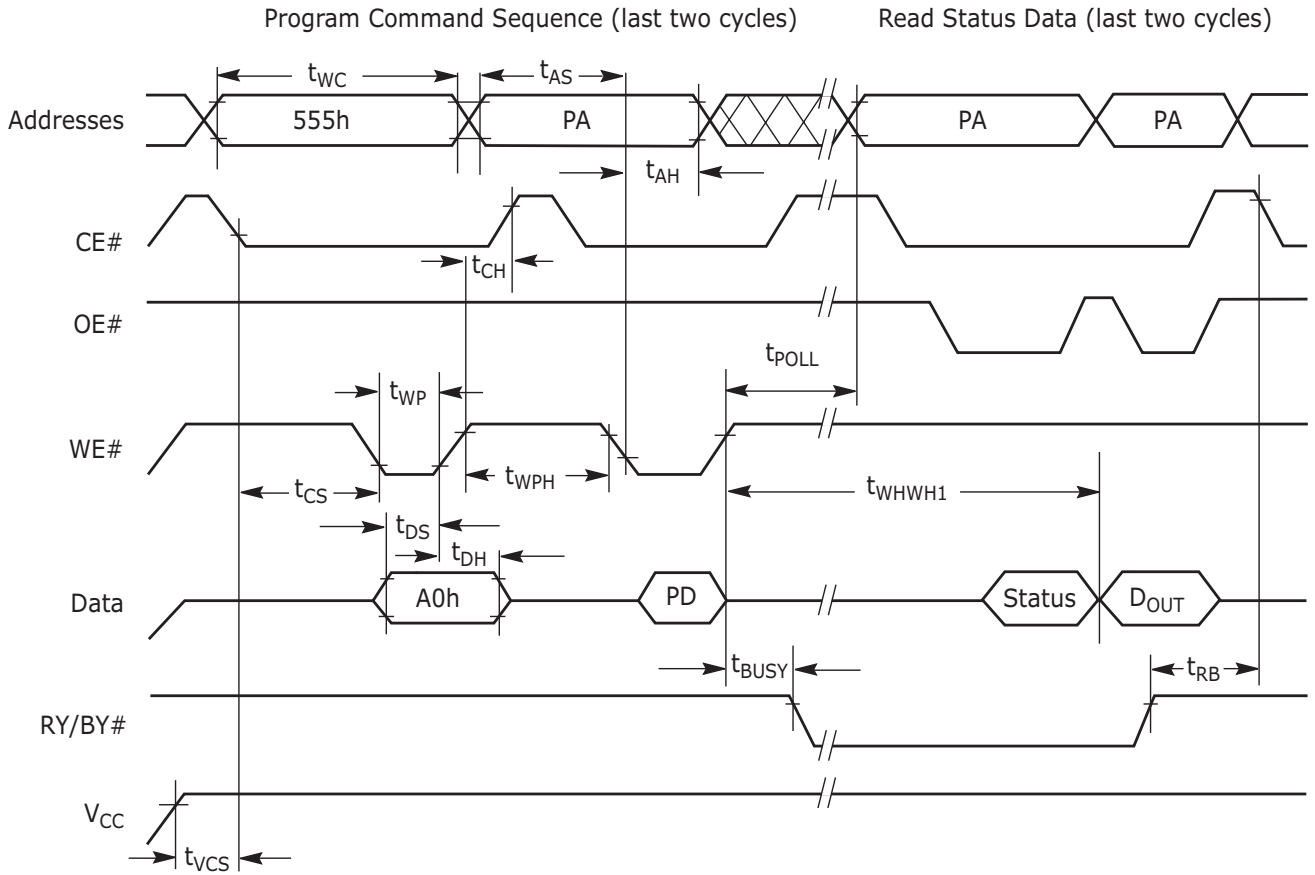 Program Command Sequence (last two cycles) Read Status Data (last two cycles)
tWC tAS
Addresses 555h PA PA PA
tAH
CE#
tCH
OE#
tPOLL
tWP
WE#
tCS tWPH tWHWH1
tDS
tDH
Data A0h PD Status DOUT
tBUSY tRB
RY/BY#
VCC
tVCS